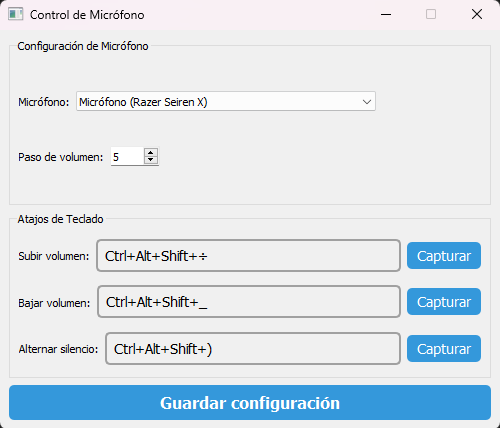 Control de Micrófono
Configuración de Micrófono
Micrófono: Micrófono (Razer Seiren X)
Paso de volumen: 5
Atajos de Teclado
Subir volumen: Ctrl+Alt+Shift+÷ Capturar
Bajar volumen: Ctrl+Alt+Shift+_ Capturar
Alternar silencio: Ctrl+Alt+Shift+) Capturar
Guardar configuración